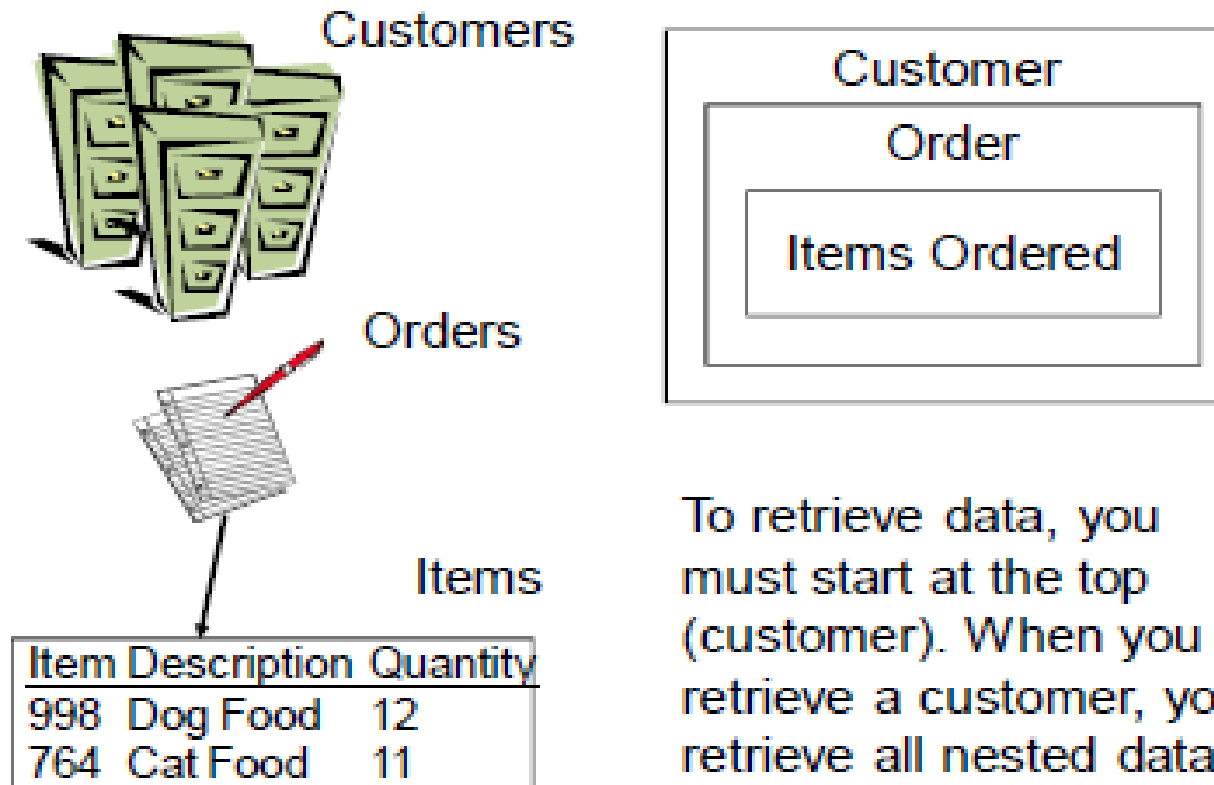 Customers
Orders
Items
Item Description Quantity
998 Dog Food 12
764 Cat Food 11
Customer
Order
Items Ordered
To retrieve data, you
must start at the top
(customer). When you
retrieve a customer, yo
retrieve all nested data